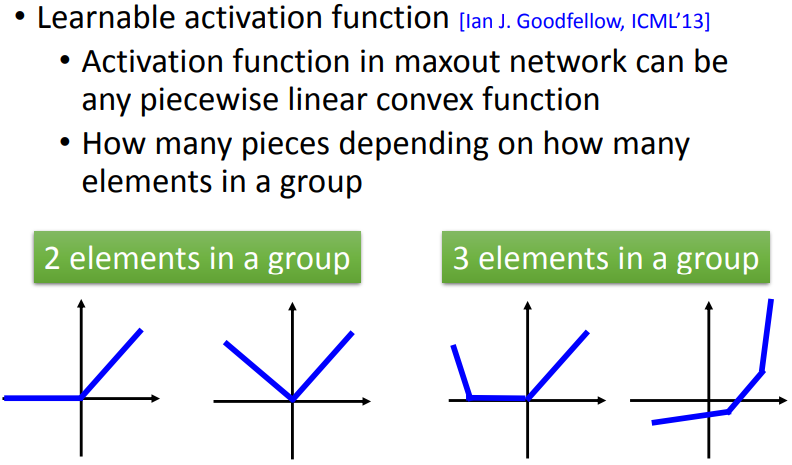 • Learnable activation function [Ian J. Goodfellow, ICML’13]
• Activation function in maxout network can be
any piecewise linear convex function
• How many pieces depending on how many
elements in a group
2 elements in a group
3 elements in a group